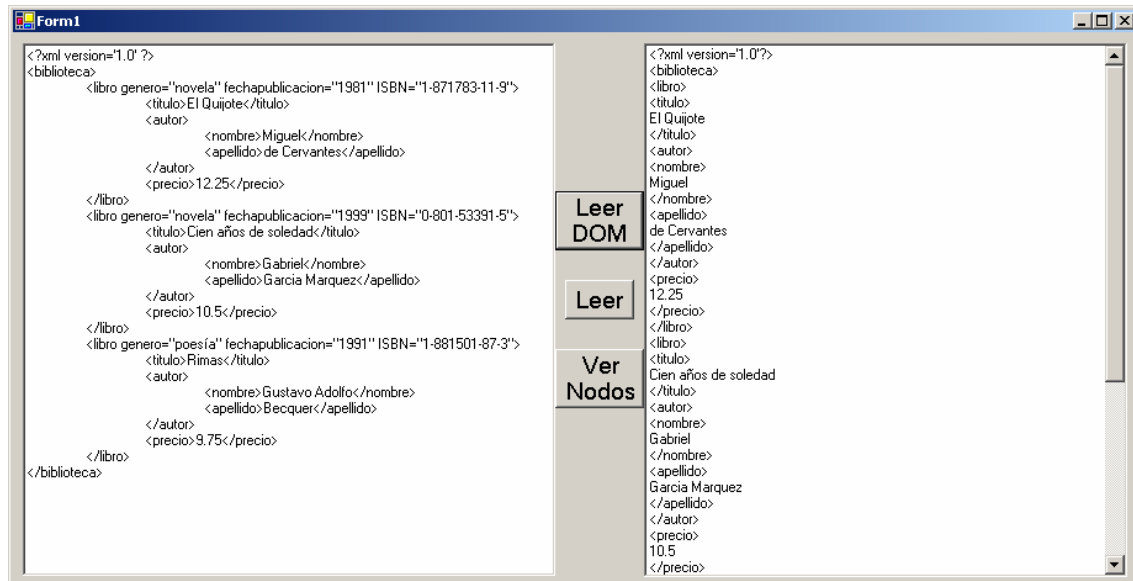 Form1
<?xml version='1.0' ?>
<biblioteca>
<libro genero="novela" fechapublicacion="1981" ISBN="1-871783-11-9">
<titulo>El Quijote</titulo>
<autor>
<nombre>Miguel</nombre>
<apellido>de Cervantes</apellido>
</autor>
<precio>12.25</precio>
</libro>
<libro genero="novela" fechapublicacion="1999" ISBN="0-801-53391-5">
<titulo>Cien años de soledad</titulo>
<autor>
<nombre>Gabriel</nombre>
<apellido>Garcia Marquez</apellido>
</autor>
<precio>10.5</precio>
</libro>
<libro genero="poesía" fechapublicacion="1991" ISBN="1-881501-87-3">
<titulo>Rimas</titulo>
<autor>
<nombre>Gustavo Adolfo</nombre>
<apellido>Becquer</apellido>
</autor>
<precio>9.75</precio>
</libro>
</biblioteca>
Leer
DOM
Leer
Ver
Nodos
<?xml version='1.0'?>
<biblioteca>
<libro>
<titulo>
El Quijote
</titulo>
<autor>
<nombre>
Miguel
</nombre>
<apellido>
de Cervantes
</apellido>
</autor>
<precio>
12.25
</precio>
</libro>
<libro>
<titulo>
Cien años de soledad
</titulo>
<autor>
<nombre>
Gabriel
</nombre>
<apellido>
Garcia Marquez
</apellido>
</autor>
<precio>
10.5
</precio>